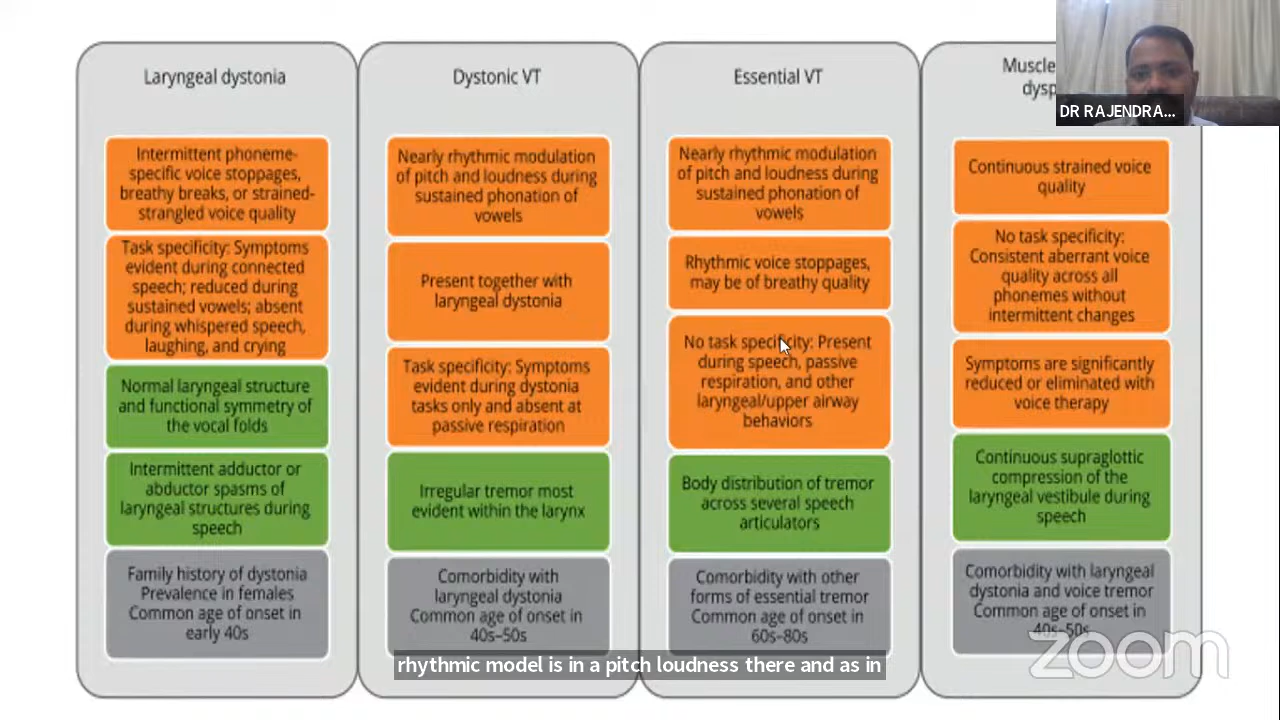 Laryngeal dystonia
Intermittent phoneme-
specific voice stoppages,
breathy breaks, or strained-
strangled voice quality
Task specificity: Symptoms
evident during connected
speech; reduced during
sustained vowels; absent
during whispered speech,
laughing, and crying
Normal laryngeal structure
and functional symmetry of
the vocal folds
Intermittent adductor or
abductor spasms of
laryngeal structures during
speech
Family history of dystonia
Prevalence in females
Common age of onset in
early 40s
Dystonic VT
Nearly rhythmic modulation
of pitch and loudness during
sustained phonation of
vowels
Present together with
laryngeal dystonia
Task specificity: Symptoms
evident during dystonia
tasks only and absent at
passive respiration
Irregular tremor most
evident within the larynx
Comorbidity with
laryngeal dystonia
Common age of onset in
40s–50s
Essential VT
Nearly rhythmic modulation
of pitch and loudness during
sustained phonation of
vowels
Rhythmic voice stoppages,
may be of breathy quality
No task specificity: Present
during speech, passive
respiration, and other
laryngeal/upper airway
behaviors
Body distribution of tremor
across several speech
articulators
Comorbidity with other
forms of essential tremor
Common age of onset in
60s–80s
Muscle
dysp
Continuous strained voice
quality
No task specificity:
Consistent aberrant voice
quality across all
phonemes without
intermittent changes
Symptoms are significantly
reduced or eliminated with
voice therapy
Continuous supraglottic
compression of the
laryngeal vestibule during
speech
Comorbidity with laryngeal
dystonia and voice tremor
Common age of onset in
40s–50s
DR RAJENDRA...
rhythmic model is in a pitch loudness there and as in
zoom